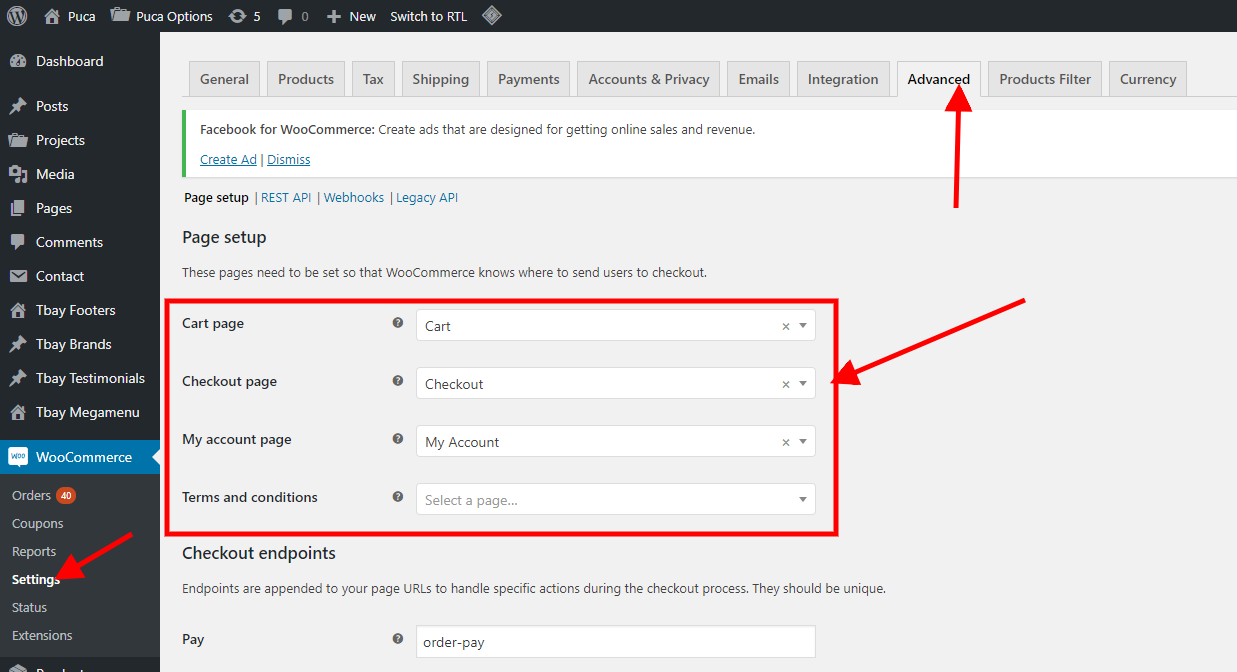 Puca
Puca Options
5
0
New
Switch to RTL
Dashboard
Posts
Projects
Media
Pages
Comments
Contact
Tbay Footers
Tbay Brands
Tbay Testimonials
Tbay Megamenu
Woo WooCommerce
Orders 40
Coupons
Reports
Settings
Status
Extensions
General
Products
Tax
Shipping
Payments
Accounts & Privacy
Emails
Integration
Advanced
Products Filter
Currency
Facebook for WooCommerce: Create ads that are designed for getting online sales and revenue.
Create Ad | Dismiss
Page setup | REST API | Webhooks | Legacy API
Page setup
These pages need to be set so that WooCommerce knows where to send users to checkout.
Cart page ? Cart ×
Checkout page ? Checkout ×
My account page ? My Account ×
Terms and conditions ? Select a page...
Checkout endpoints
Endpoints are appended to your page URLs to handle specific actions during the checkout process. They should be unique.
Pay ? order-pay